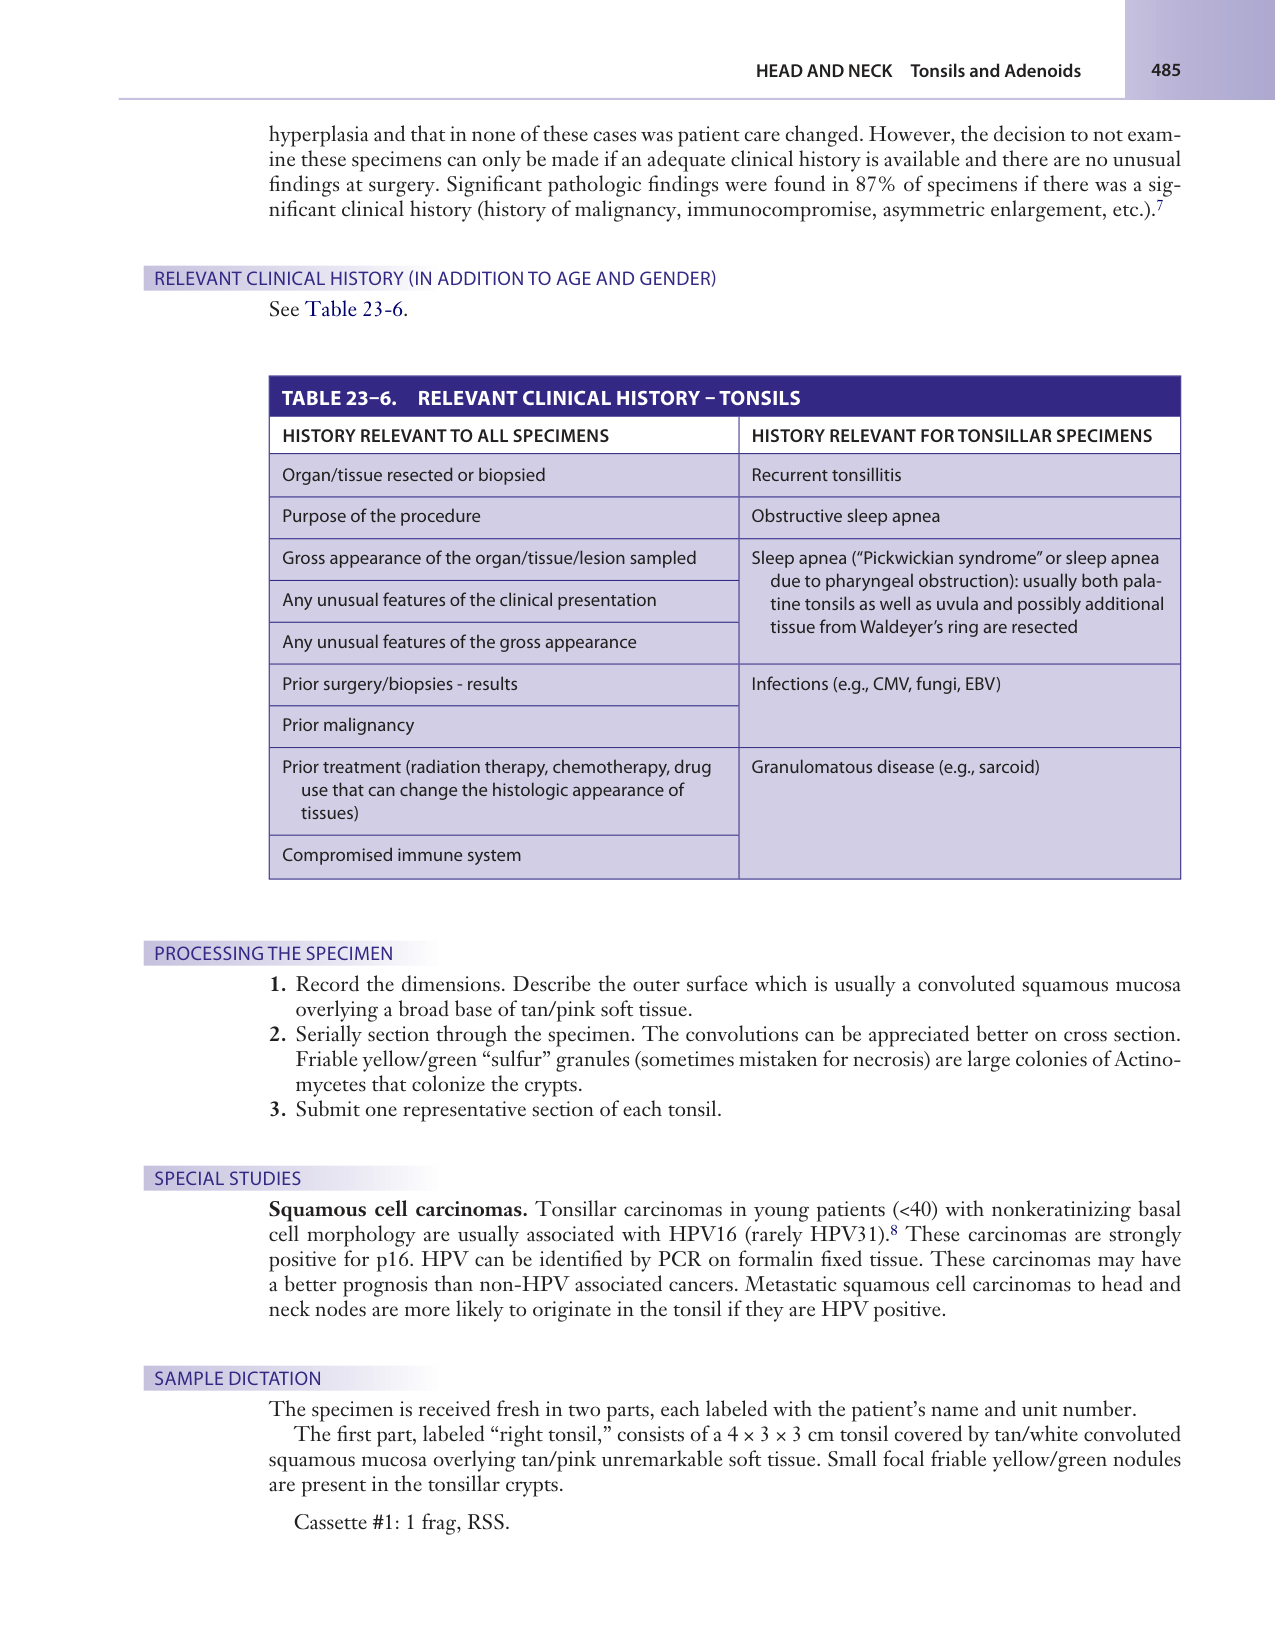 HEAD AND NECK Tonsils and Adenoids 485
hyperplasia and that in none of these cases was patient care changed. However, the decision to not exam-
ine these specimens can only be made if an adequate clinical history is available and there are no unusual
findings at surgery. Significant pathologic findings were found in 87% of specimens if there was a sig-
nificant clinical history (history of malignancy, immunocompromise, asymmetric enlargement, etc.).7
RELEVANT CLINICAL HISTORY (IN ADDITION TO AGE AND GENDER)
See Table 23-6.
TABLE 23–6. RELEVANT CLINICAL HISTORY – TONSILS
HISTORY RELEVANT TO ALL SPECIMENS HISTORY RELEVANT FOR TONSILLAR SPECIMENS
Organ/tissue resected or biopsied Recurrent tonsillitis
Purpose of the procedure Obstructive sleep apnea
Gross appearance of the organ/tissue/lesion sampled Sleep apnea (“Pickwickian syndrome” or sleep apnea
due to pharyngeal obstruction): usually both pala-
Any unusual features of the clinical presentation tine tonsils as well as uvula and possibly additional
tissue from Waldeyer’s ring are resected
Any unusual features of the gross appearance
Prior surgery/biopsies - results Infections (e.g., CMV, fungi, EBV)
Prior malignancy
Prior treatment (radiation therapy, chemotherapy, drug Granulomatous disease (e.g., sarcoid)
use that can change the histologic appearance of
tissues)
Compromised immune system
PROCESSING THE SPECIMEN
1. Record the dimensions. Describe the outer surface which is usually a convoluted squamous mucosa
overlying a broad base of tan/pink soft tissue.
2. Serially section through the specimen. The convolutions can be appreciated better on cross section.
Friable yellow/green “sulfur” granules (sometimes mistaken for necrosis) are large colonies of Actino-
mycetes that colonize the crypts.
3. Submit one representative section of each tonsil.
SPECIAL STUDIES
Squamous cell carcinomas. Tonsillar carcinomas in young patients (<40) with nonkeratinizing basal
cell morphology are usually associated with HPV16 (rarely HPV31).8 These carcinomas are strongly
positive for p16. HPV can be identified by PCR on formalin fixed tissue. These carcinomas may have
a better prognosis than non-HPV associated cancers. Metastatic squamous cell carcinomas to head and
neck nodes are more likely to originate in the tonsil if they are HPV positive.
SAMPLE DICTATION
The specimen is received fresh in two parts, each labeled with the patient’s name and unit number.
The first part, labeled “right tonsil,” consists of a 4 × 3 × 3 cm tonsil covered by tan/white convoluted
squamous mucosa overlying tan/pink unremarkable soft tissue. Small focal friable yellow/green nodules
are present in the tonsillar crypts.
Cassette #1: 1 frag, RSS.